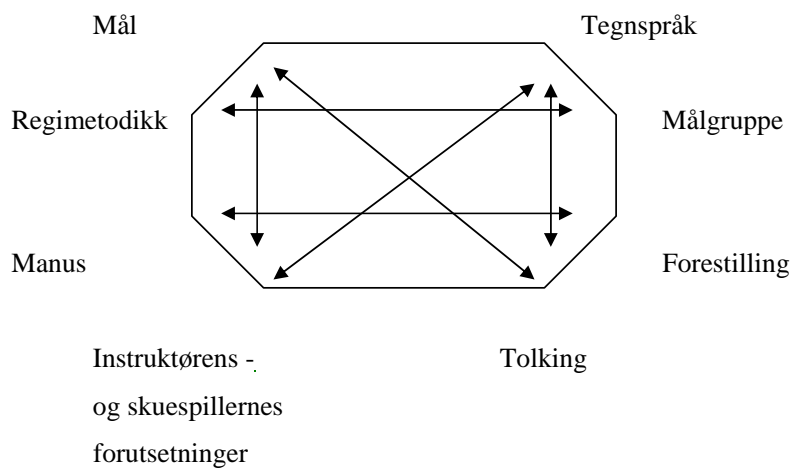 Mål
Tegnspråk
Regimetodikk
Målgruppe
Manus
Forestilling
Instruktørens -
og skuespillernes
forutsetninger
Tolking